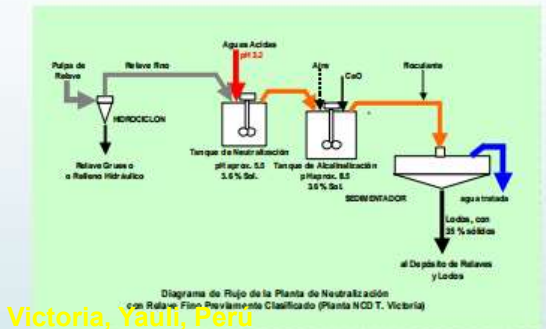 Aguas Acidas
pH 3.2
Pulpa de
Relave
Relave fino
Aire
CaO
floculante
HIDROCICLON
Relave Grueso
o Relleno Hidráulico
Tanque de Neutralización
pH aprox. 5.5
3.6% Sol.
Tanque de Alcalinalización
pH aprox. 8.5
3.6% Sol.
SEDIMENTADOR
agua tratada
Lodos, con
35 % sólidos
al Depósito de Relaves
y Lodos
Diagrama de Flujo de la Planta de Neutralización
con Relave Fino Previamente Clasificado (Planta NCD T. Victoria)
Victoria, Yauli, Perú